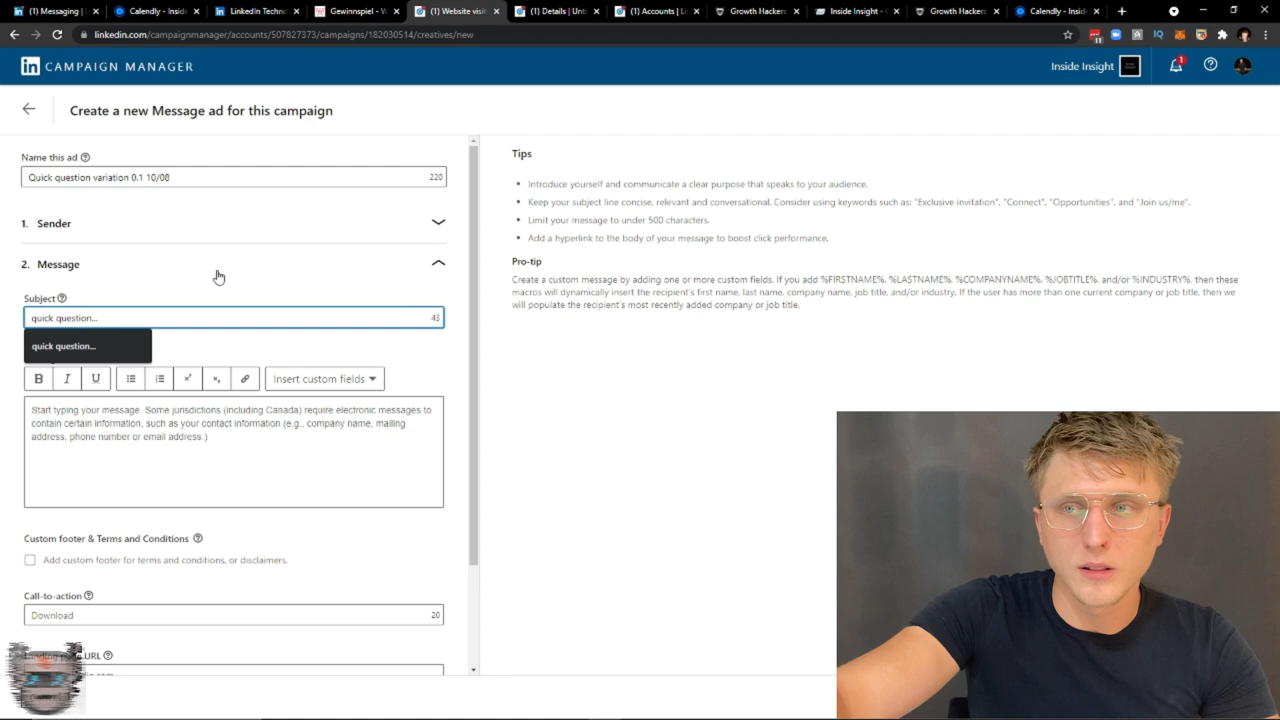 (1) Messaging |
Calendly - Inside
LinkedIn Techno
Gewinnspiel - W
(1) Website visit
(1) Details | Unt
(1) Accounts | Li
Growth Hackers
Inside Insight -
Growth Hackers
Calendly - Inside
linkedin.com/campaignmanager/accounts/507827373/campaigns/182030514/creatives/new
11
in CAMPAIGN MANAGER
Inside Insight
1
Create a new Message ad for this campaign
Name this ad
Quick question variation 0.1 10/08
220
1. Sender
2. Message
Subject
quick question...
43
quick question...
B I U
Insert custom fields
Start typing your message. Some jurisdictions (including Canada) require electronic messages to
contain certain information, such as your contact information (e.g., company name, mailing
address, phone number or email address.)
Custom footer & Terms and Conditions
Add custom footer for terms and conditions, or disclaimers.
Call-to-action
Download
20
URL
Tips
• Introduce yourself and communicate a clear purpose that speaks to your audience.
• Keep your subject line concise, relevant and conversational. Consider using keywords such as: "Exclusive invitation", "Connect", "Opportunities", and "Join us/me".
• Limit your message to under 500 characters.
• Add a hyperlink to the body of your message to boost click performance.
Pro-tip
Create a custom message by adding one or more custom fields. If you add %FIRSTNAME%, %LASTNAME%, %COMPANYNAME%, %JOBTITLE%, and/or %INDUSTRY%, then these
macros will dynamically insert the recipient's first name, last name, company name, job title, and/or industry. If the user has more than one current company or job title, then we
will populate the recipient's most recently added company or job title.